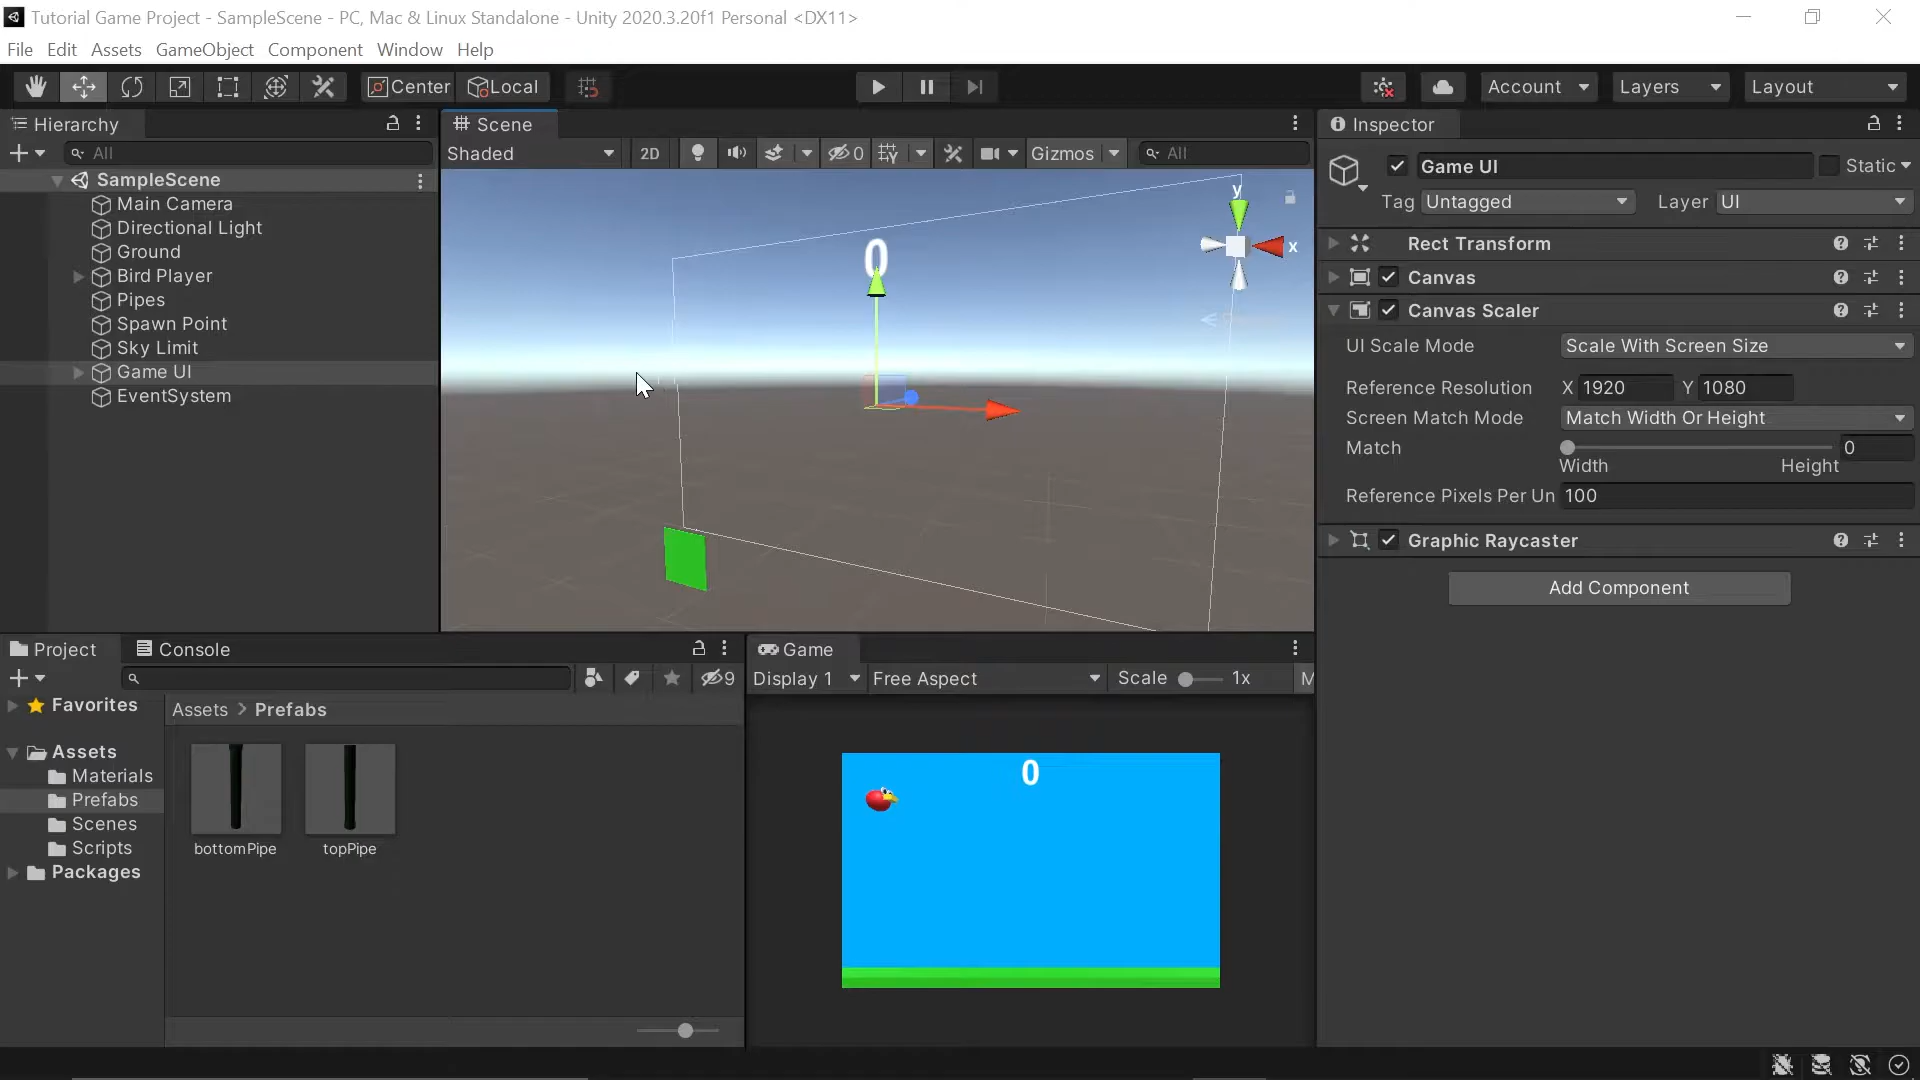 Tutorial Game Project - SampleScene - PC, Mac & Linux Standalone - Unity 2020.3.20f1 Personal <DX11>
File Edit Assets GameObject Component Window Help
Center Local Account Layers Layout
Hierarchy
All
SampleScene
Main Camera
Directional Light
Ground
Bird Player
Pipes
Spawn Point
Sky Limit
Game UI
EventSystem
Scene
Shaded 2D 0 Gizmos All
y
x
0
Inspector
Game UI Static
Tag Untagged Layer UI
Rect Transform
Canvas
Canvas Scaler
UI Scale Mode Scale With Screen Size
Reference Resolution X 1920 Y 1080
Screen Match Mode Match Width Or Height
Match 0
Width Height
Reference Pixels Per Un 100
Graphic Raycaster
Add Component
Project Console
9
Favorites
Assets
Materials
Prefabs
Scenes
Scripts
Packages
Assets > Prefabs
bottomPipe topPipe
Game
Display 1 Free Aspect Scale 1x M
0